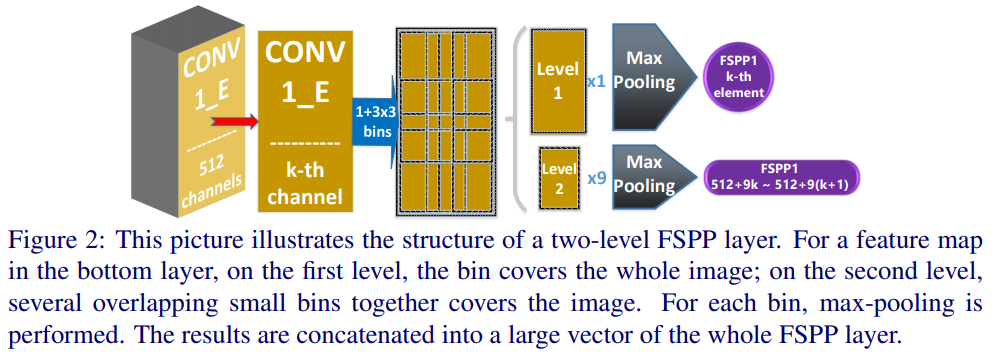 CONV
1_E
----------
512
channels
CONV
1_E
----------
k-th
channel
1+3x3
bins
Level
1
x1
Max
Pooling
FSPP1
k-th
element
Level
2
x9
Max
Pooling
FSPP1
512+9k ~ 512+9(k+1)
Figure 2: This picture illustrates the structure of a two-level FSPP layer. For a feature map
in the bottom layer, on the first level, the bin covers the whole image; on the second level,
several overlapping small bins together covers the image. For each bin, max-pooling is
performed. The results are concatenated into a large vector of the whole FSPP layer.